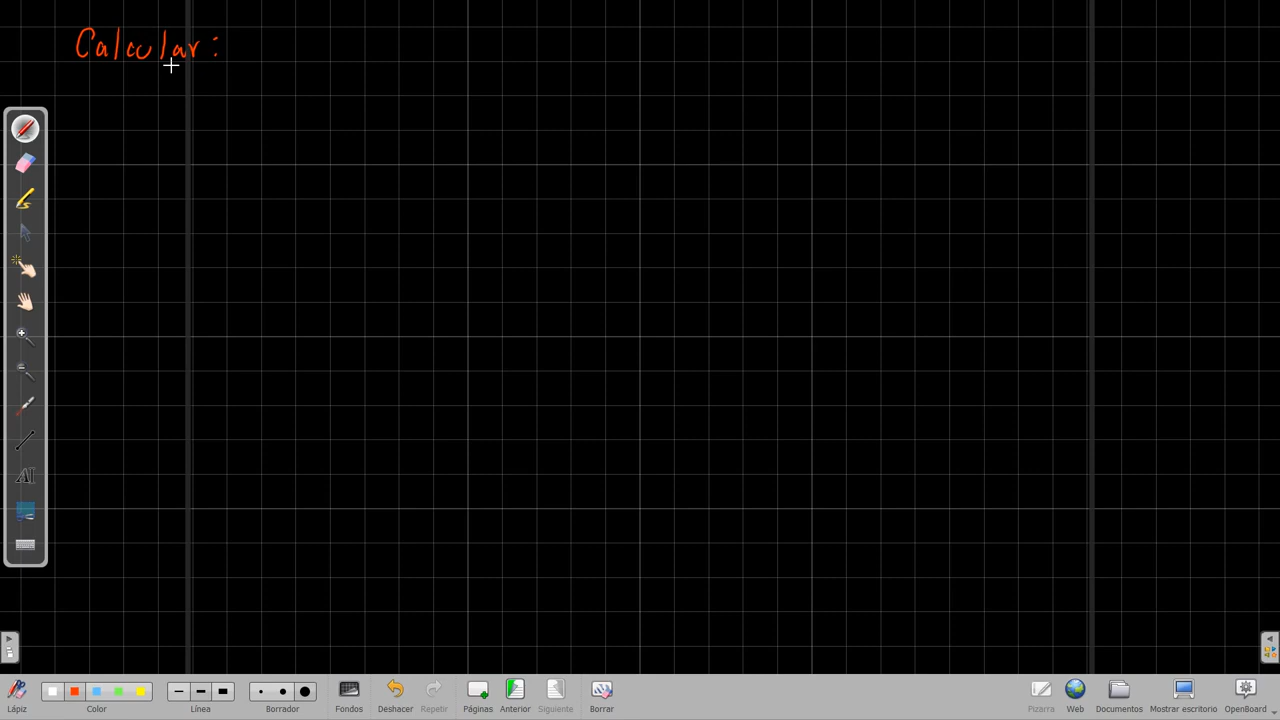 Calcular:
Lápiz Color Línea Borrador Fondos Deshacer Repetir Páginas Anterior Siguiente Borrar Pizarra Web Documentos Mostrar escritorio OpenBoard